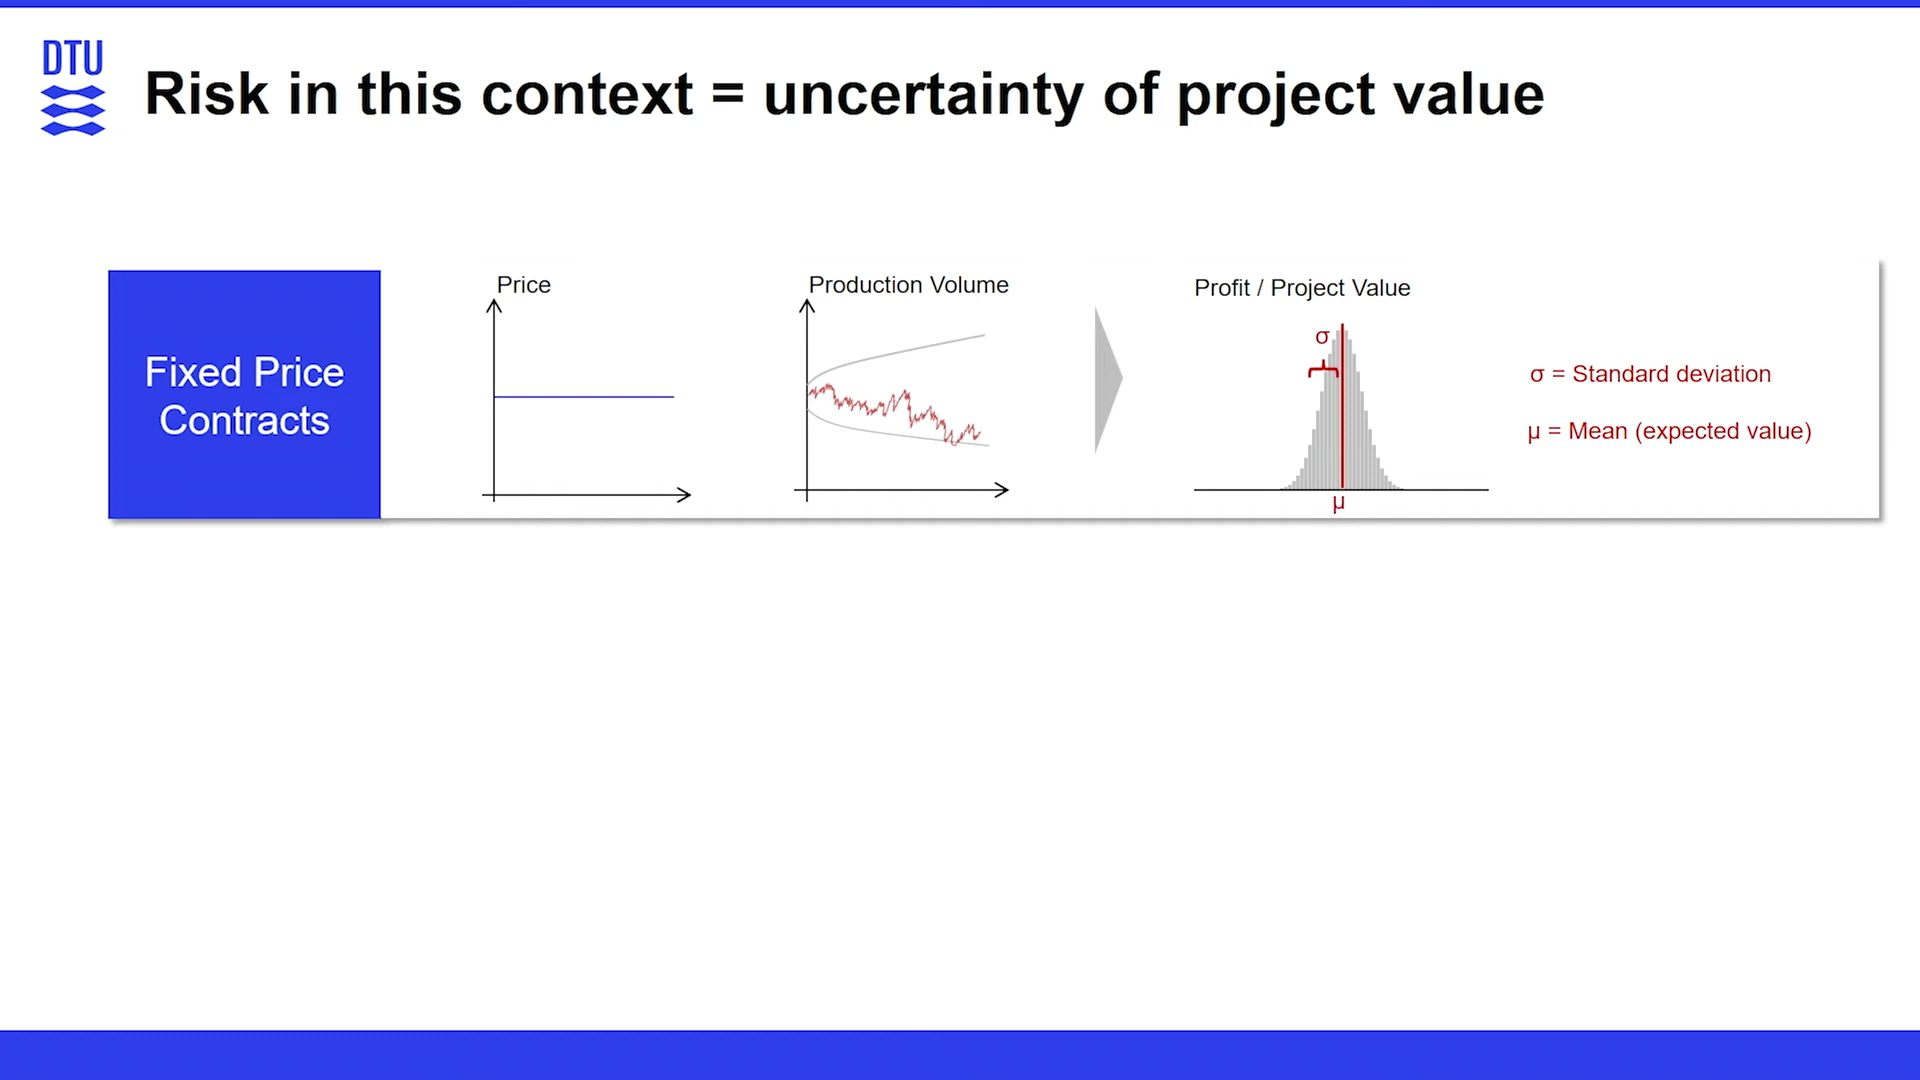 DTU
Risk in this context = uncertainty of project value
Fixed Price
Contracts
Price
Production Volume
Profit / Project Value
σ
μ
σ = Standard deviation
μ = Mean (expected value)